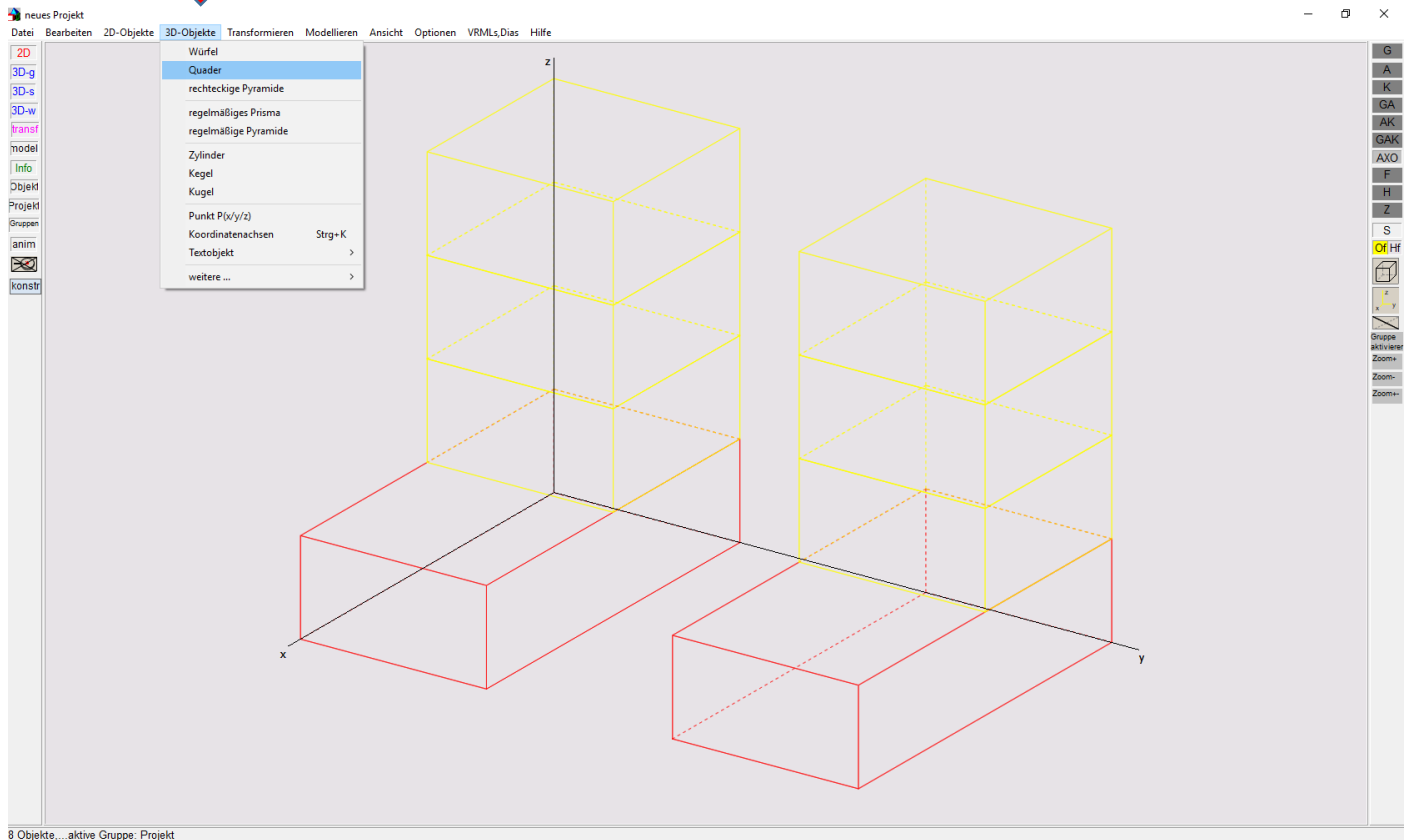 neues Projekt
Datei Bearbeiten 2D-Objekte 3D-Objekte Transformieren Modellieren Ansicht Optionen VRMLs,Dias Hilfe
2D
3D-g
3D-s
3D-w
transf
model
Info
Objekt
Projekt
Gruppen
anim
konstr
Würfel
Quader
rechteckige Pyramide
regelmäßiges Prisma
regelmäßige Pyramide
Zylinder
Kegel
Kugel
Punkt P(x/y/z)
Koordinatenachsen Strg+K
Textobjekt
weitere ...
z
x
y
G
A
K
GA
AK
GAK
AXO
F
H
Z
S
Of Hf
z
x y
Gruppe
aktivieren
Zoom+
Zoom-
Zoom+-
8 Objekte,...aktive Gruppe: Projekt